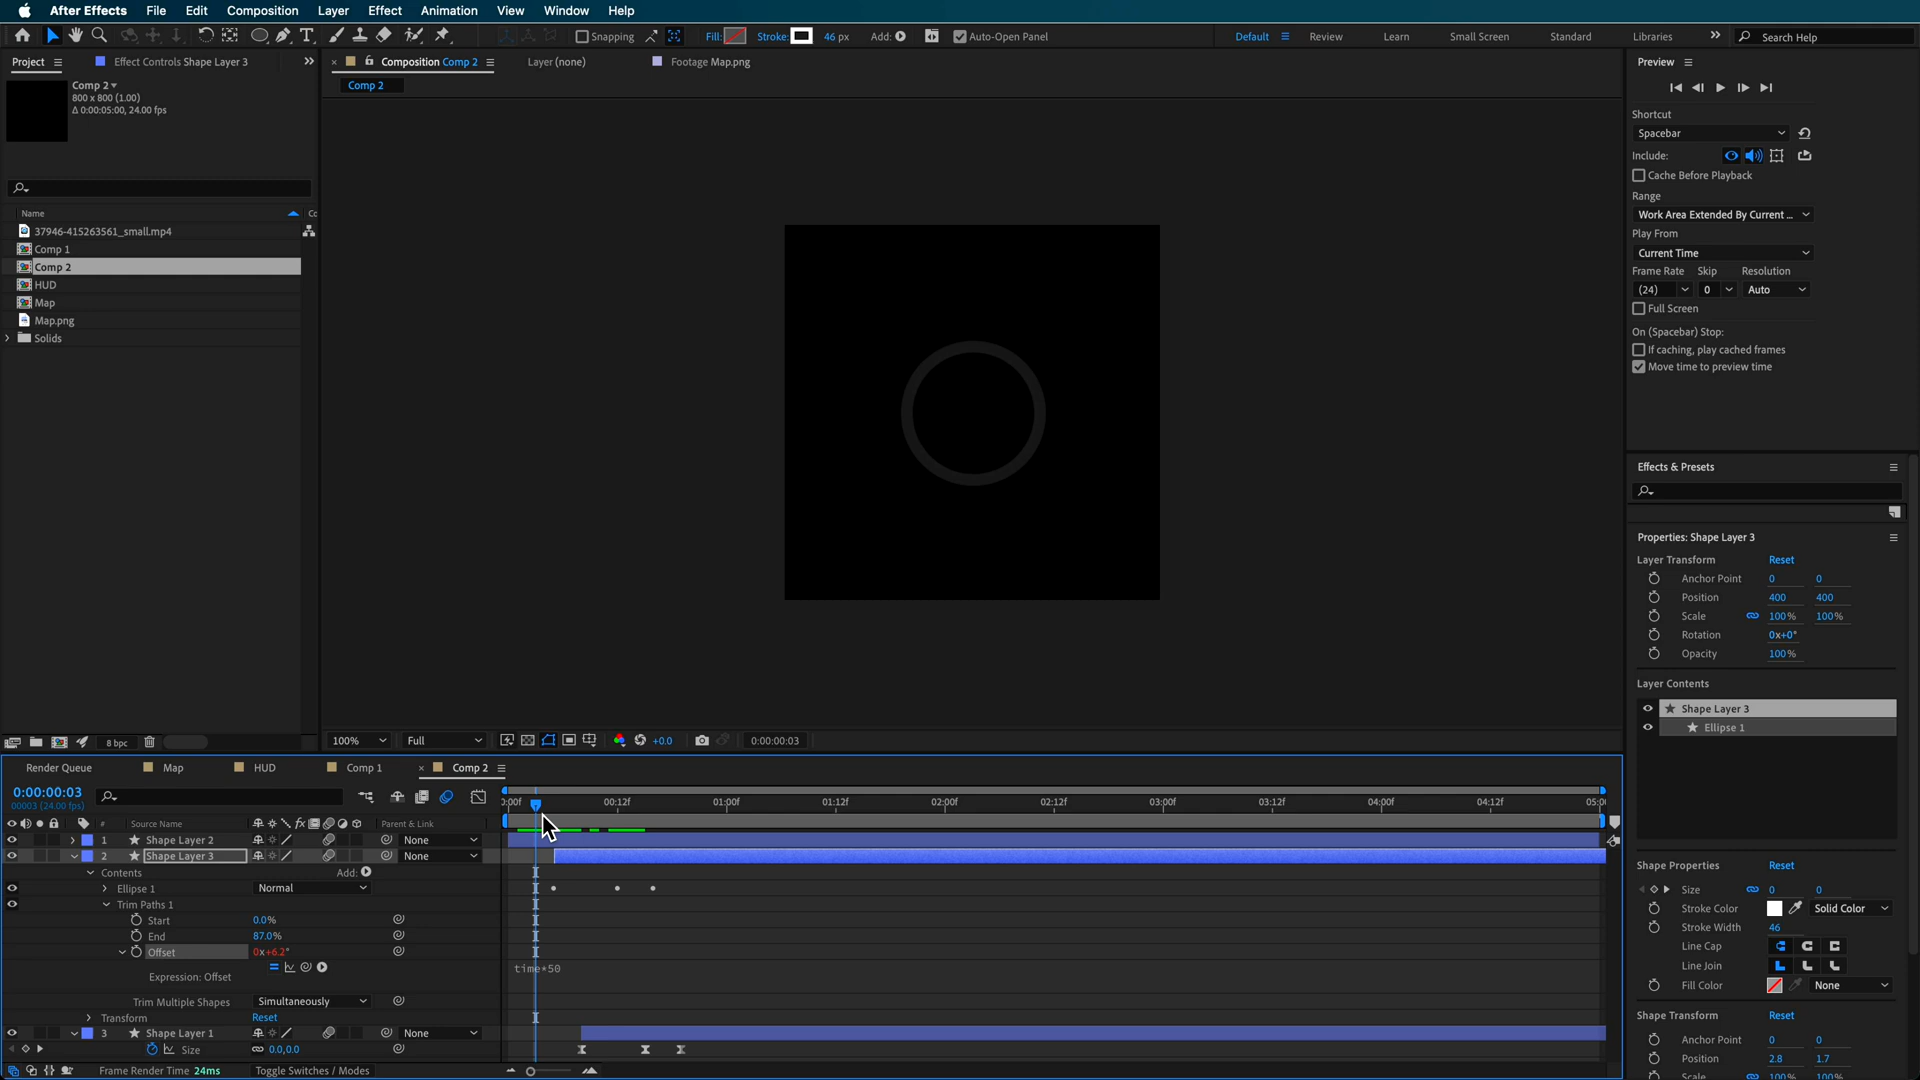 After Effects File Edit Composition Layer Effect Animation View Window Help
Snapping Fill: Stroke: 46 px Add: Auto-Open Panel Default Review Learn Small Screen Standard Libraries Search Help
Project Effect Controls Shape Layer 3 Composition Comp 2 Layer (none) Footage Map.png Preview
Comp 2
Comp 2
800 x 800 (1.00)
Δ 0:00:05:00, 24.00 fps
Shortcut
Spacebar
Include:
Cache Before Playback
Range
Work Area Extended By Current ...
Play From
Current Time
Frame Rate Skip Resolution
(24) 0 Auto
Full Screen
On (Spacebar) Stop:
If caching, play cached frames
Move time to preview time
Name
37946-415263561_small.mp4
Comp 1
Comp 2
HUD
Map
Map.png
Solids
Effects & Presets
Properties: Shape Layer 3
Layer Transform Reset
Anchor Point 0 0
Position 400 400
Scale 100% 100%
Rotation 0x+0°
Opacity 100%
Layer Contents
Shape Layer 3
Ellipse 1
8 bpc 100% Full +0.0 0:00:00:03
Render Queue Map HUD Comp 1 Comp 2
0:00:00:03
00003 (24.00 fps)
0:00f 00:12f 01:00f 01:12f 02:00f 02:12f 03:00f 03:12f 04:00f 04:12f 05:0
# Source Name fx Parent & Link
1 Shape Layer 2 None
2 Shape Layer 3 None
Contents Add:
Ellipse 1 Normal
Trim Paths 1
Start 0.0%
End 87.0%
Offset 0x+6.2°
Expression: Offset time*50
Trim Multiple Shapes Simultaneously
Transform Reset
3 Shape Layer 1 None
Size 0.0,0.0
Frame Render Time 24ms Toggle Switches / Modes
Shape Properties Reset
Size 0 0
Stroke Color Solid Color
Stroke Width 46
Line Cap
Line Join
Fill Color None
Shape Transform Reset
Anchor Point 0 0
Position 2.8 1.7
Scale 100% 100%